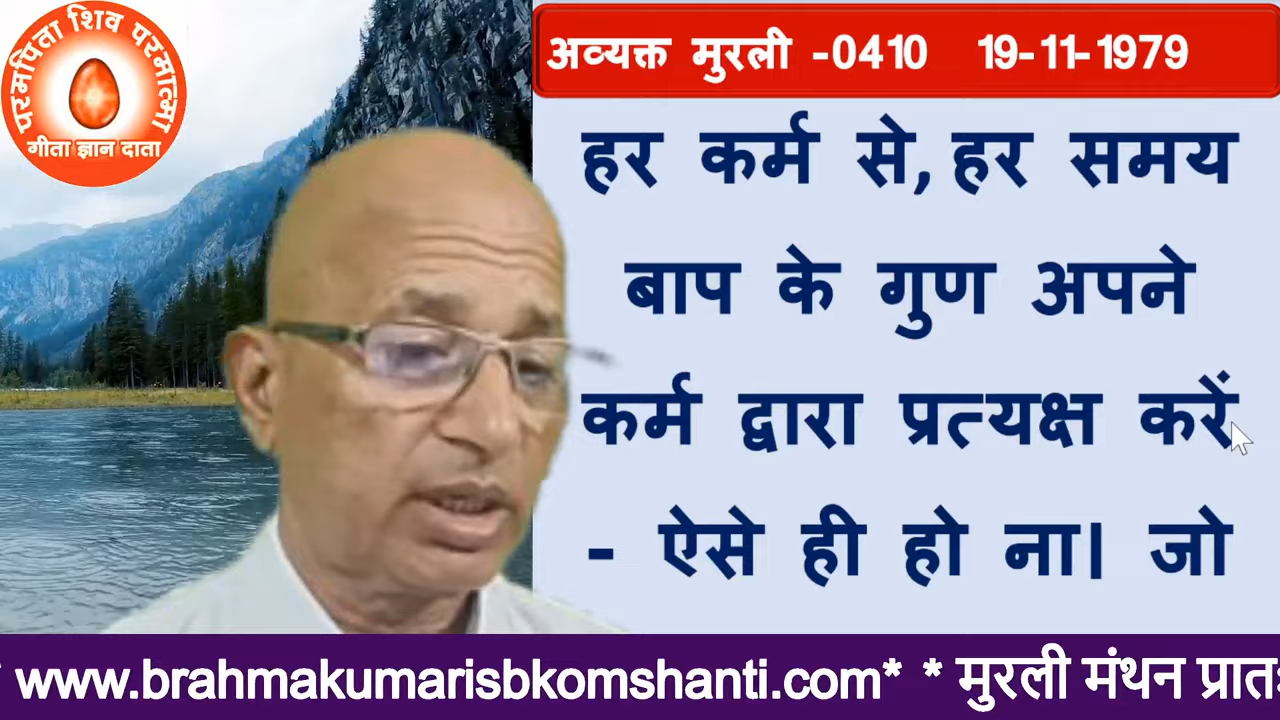 परमपिता शिव परमात्मा
गीता ज्ञान दाता
अव्यक्त मुरली -0410 19-11-1979
हर कर्म से, हर समय
बाप के गुण अपने
कर्म द्वारा प्रत्यक्ष करें
- ऐसे ही हो ना। जो
www.brahmakumarisbkomshanti.com* * मुरली मंथन प्रातः